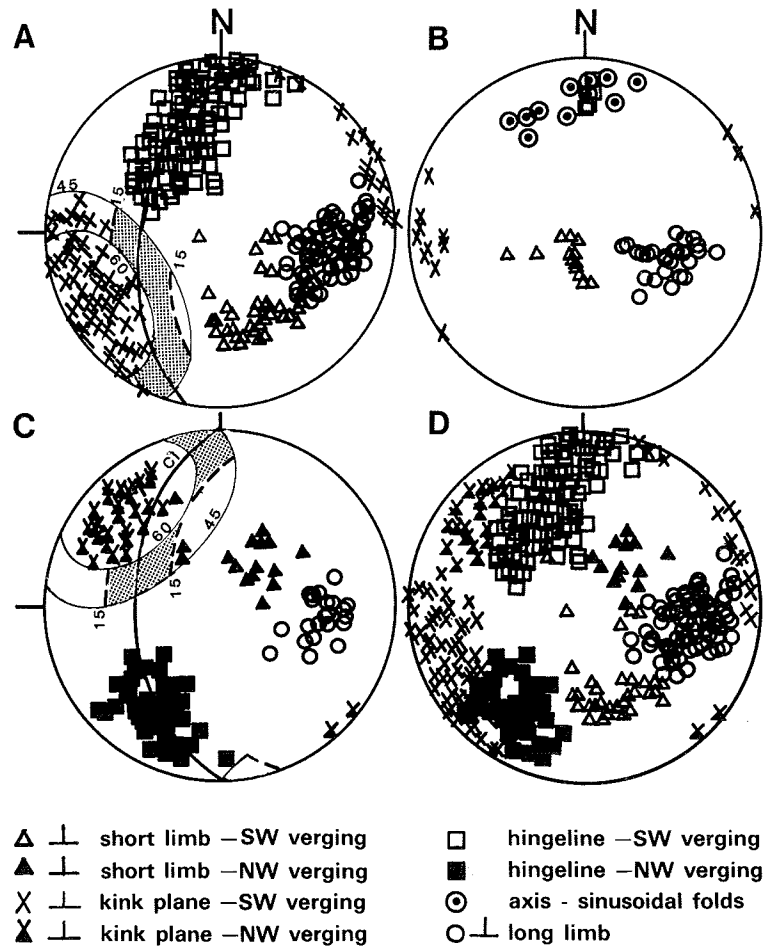 A
N
B
N
45
15
60
15
C
D
CI
60
45
15
15
short limb – SW verging
short limb – NW verging
kink plane – SW verging
kink plane – NW verging
hingeline – SW verging
hingeline – NW verging
axis - sinusoidal folds
long limb